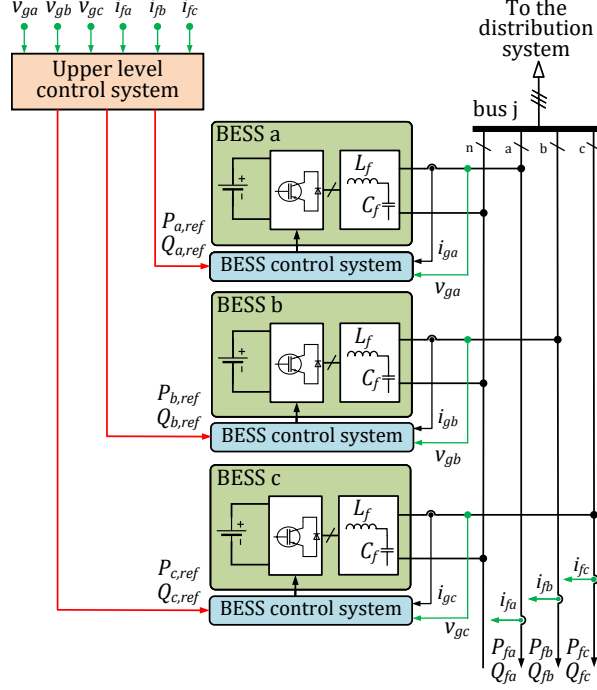 v_ga v_gb v_gc i_fa i_fb i_fc
Upper level
control system
To the
distribution
system
bus j
n a b c
BESS a
L_f
C_f
+
-
P_a,ref
Q_a,ref
BESS control system
i_ga
v_ga
BESS b
L_f
C_f
+
-
P_b,ref
Q_b,ref
BESS control system
i_gb
v_gb
BESS c
L_f
C_f
+
-
P_c,ref
Q_c,ref
BESS control system
i_gc
v_gc
i_fa i_fb i_fc
P_fa P_fb P_fc
Q_fa Q_fb Q_fc